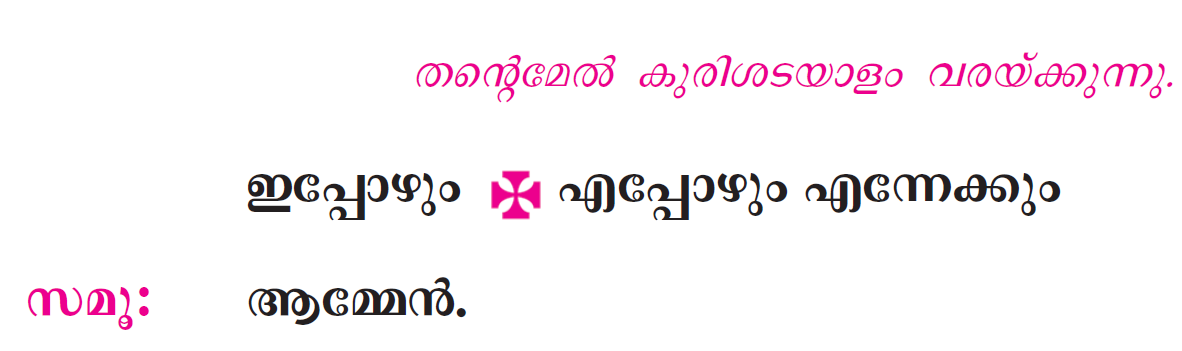 തന്റെമേൽ കുരിശടയാളം വരയ്ക്കുന്നു.
ഇപ്പോഴും ✠ എപ്പോഴും എന്നേക്കും
സമൂ: ആമ്മേൻ.